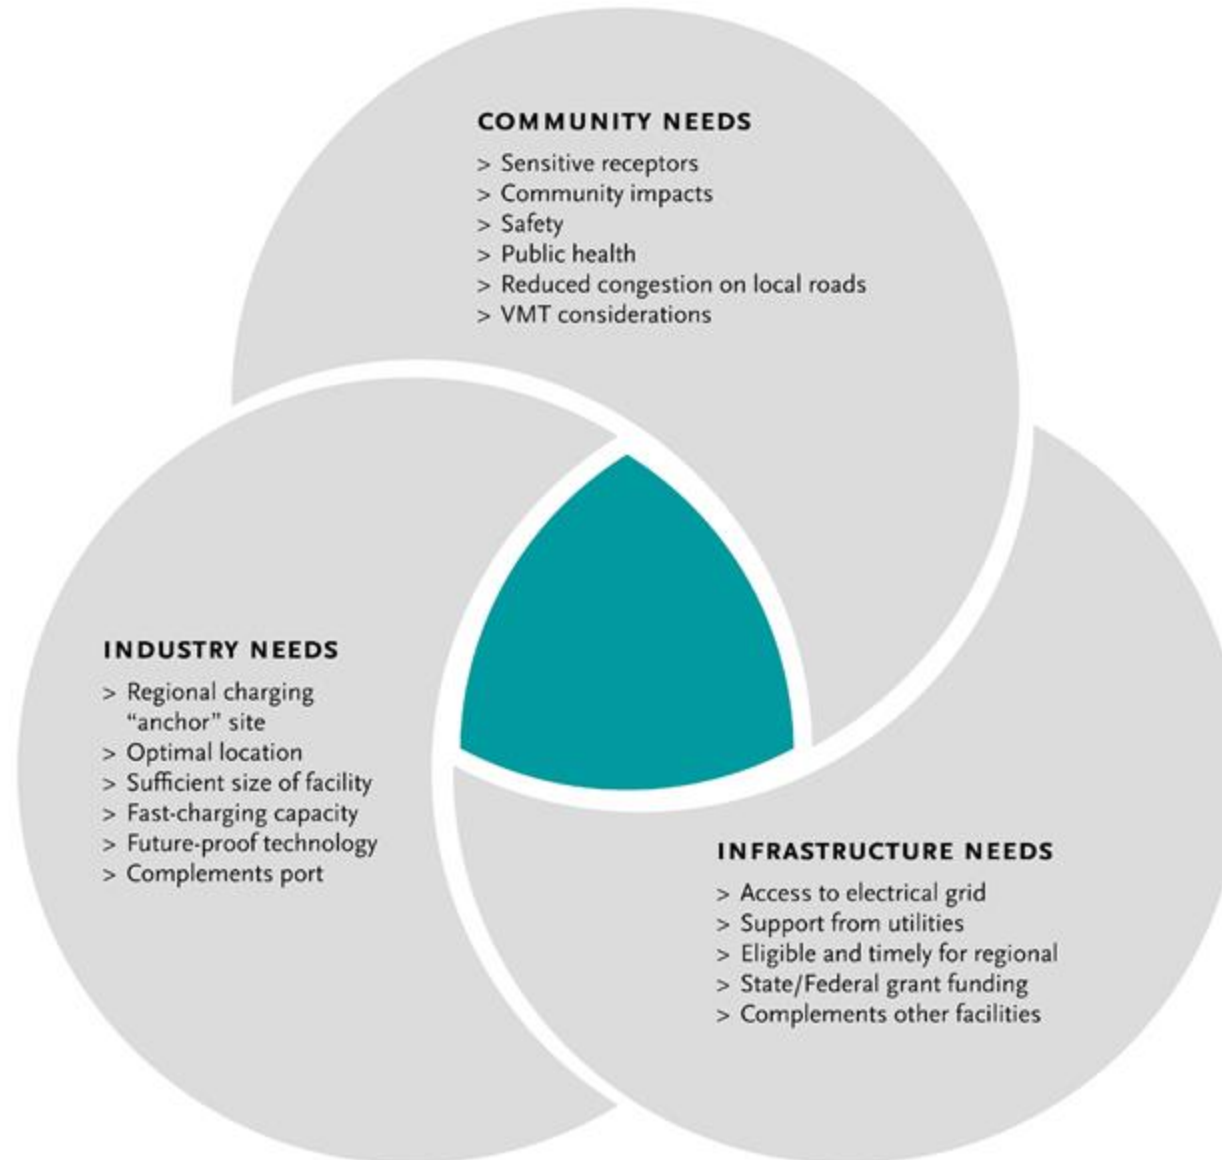 COMMUNITY NEEDS
> Sensitive receptors
> Community impacts
> Safety
> Public health
> Reduced congestion on local roads
> VMT considerations
INDUSTRY NEEDS
> Regional charging
“anchor” site
> Optimal location
> Sufficient size of facility
> Fast-charging capacity
> Future-proof technology
> Complements port
INFRASTRUCTURE NEEDS
> Access to electrical grid
> Support from utilities
> Eligible and timely for regional
> State/Federal grant funding
> Complements other facilities